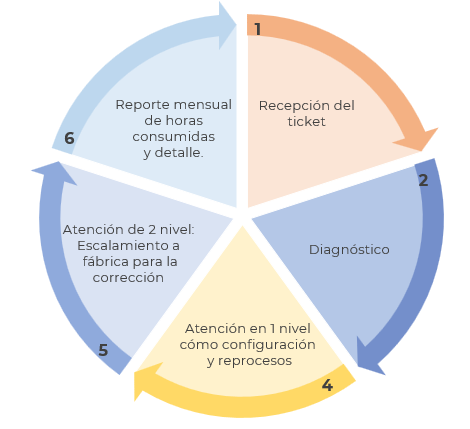 1
Recepción del
ticket
2
Diagnóstico
4
Atención en 1 nivel
cómo configuración
y reprocesos
5
Atención de 2 nivel:
Escalamiento a
fábrica para la
corrección
6
Reporte mensual
de horas
consumidas
y detalle.